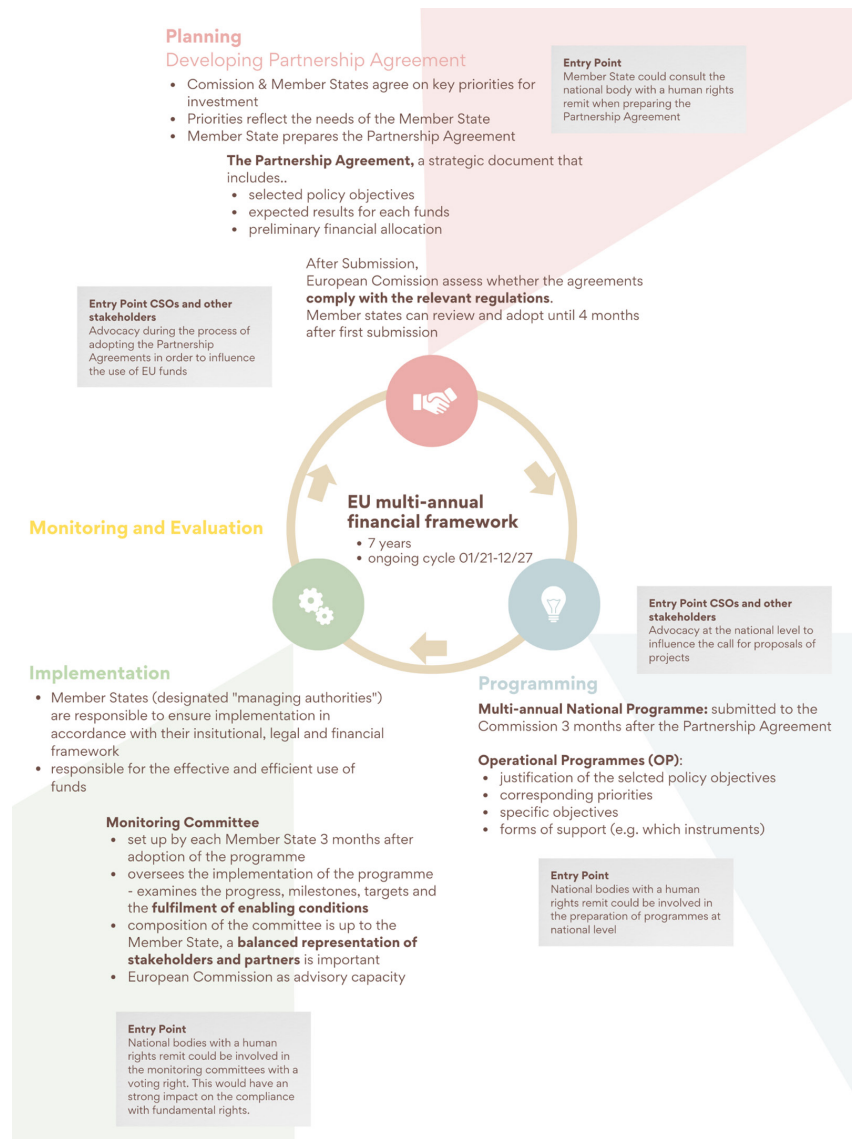 Planning
Developing Partnership Agreement
• Comission & Member States agree on key priorities for
investment
• Priorities reflect the needs of the Member State
• Member State prepares the Partnership Agreement
Entry Point
Member State could consult the
national body with a human rights
remit when preparing the
Partnership Agreement
The Partnership Agreement, a strategic document that
includes..
• selected policy objectives
• expected results for each funds
• preliminary financial allocation
After Submission,
European Comission assess whether the agreements
comply with the relevant regulations.
Member states can review and adopt until 4 months
after first submission
Entry Point CSOs and other
stakeholders
Advocacy during the process of
adopting the Partnership
Agreements in order to influence
the use of EU funds
EU multi-annual
financial framework
• 7 years
• ongoing cycle 01/21-12/27
Monitoring and Evaluation
Entry Point CSOs and other
stakeholders
Advocacy at the national level to
influence the call for proposals of
projects
Programming
Multi-annual National Programme: submitted to the
Commission 3 months after the Partnership Agreement
Operational Programmes (OP):
• justification of the selcted policy objectives
• corresponding priorities
• specific objectives
• forms of support (e.g. which instruments)
Entry Point
National bodies with a human
rights remit could be involved in
the preparation of programmes at
national level
Implementation
• Member States (designated "managing authorities")
are responsible to ensure implementation in
accordance with their insitutional, legal and financial
framework
• responsible for the effective and efficient use of
funds
Monitoring Committee
• set up by each Member State 3 months after
adoption of the programme
• oversees the implementation of the programme
- examines the progress, milestones, targets and
the fulfilment of enabling conditions
• composition of the committee is up to the
Member State, a balanced representation of
stakeholders and partners is important
• European Commission as advisory capacity
Entry Point
National bodies with a human
rights remit could be involved in
the monitoring committees with a
voting right. This would have an
strong impact on the compliance
with fundamental rights.